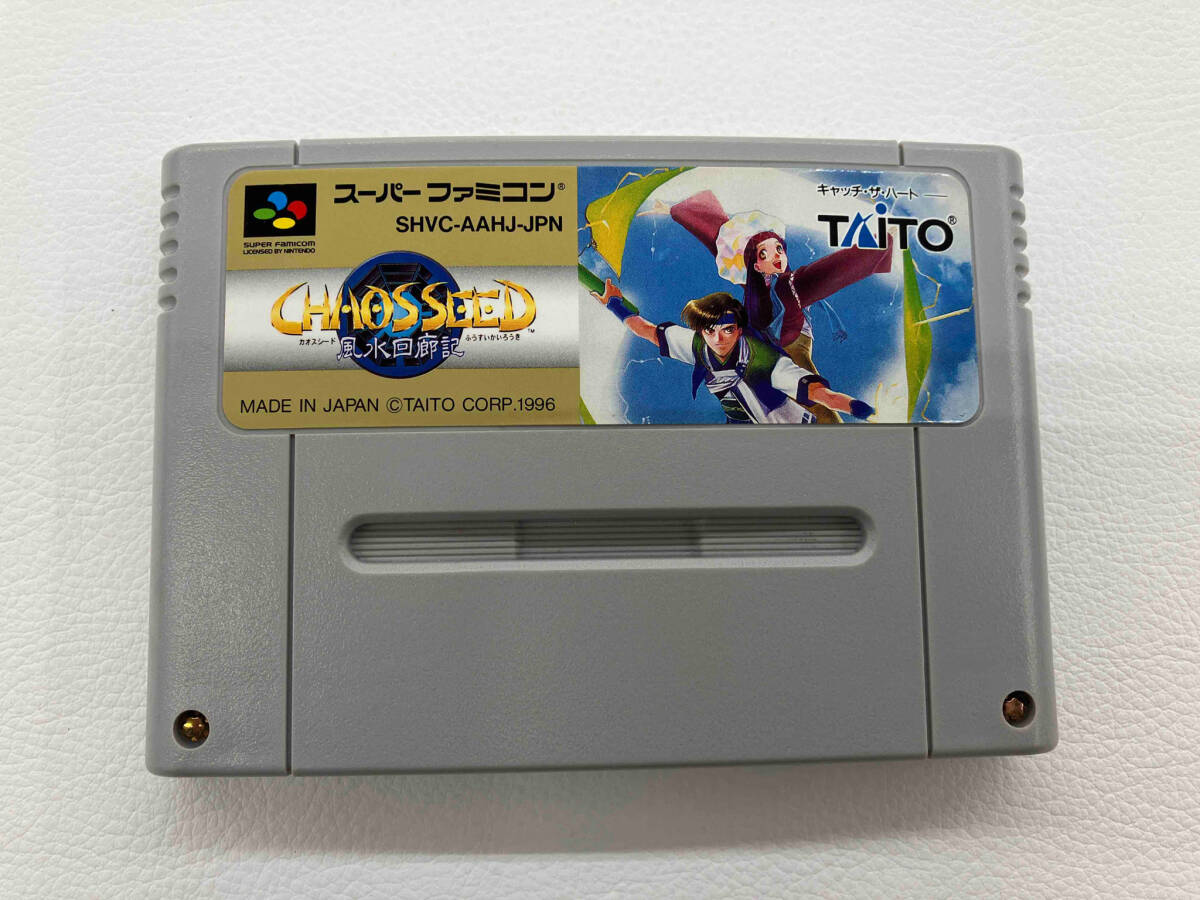 スーパーファミコン®
SHVC-AAHJ-JPN
SUPER FAMICOM
LICENSED BY NINTENDO
CHAOS SEED™
カオスシード
ふうすいかいろうき
風水回廊記
MADE IN JAPAN ©TAITO CORP.1996
キャッチ・ザ・ハート
TAITO®